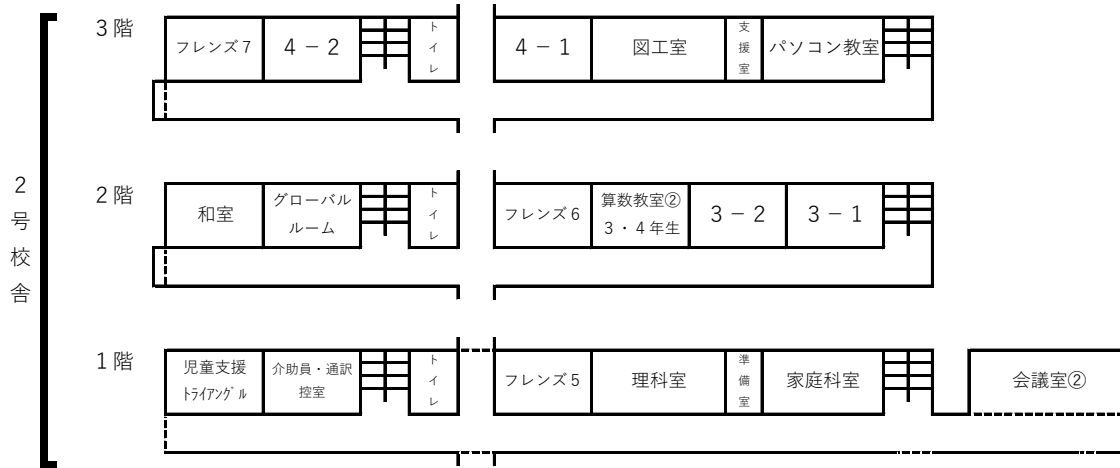 2号校舎
3階
フレンズ7
4－2
トイレ
4－1
図工室
支援室
パソコン教室
2階
和室
グローバル
ルーム
トイレ
フレンズ6
算数教室②
3・4年生
3－2
3－1
1階
児童支援
ﾄﾗｲｱﾝｸﾞﾙ
介助員・通訳
控室
トイレ
フレンズ5
理科室
準備室
家庭科室
会議室②